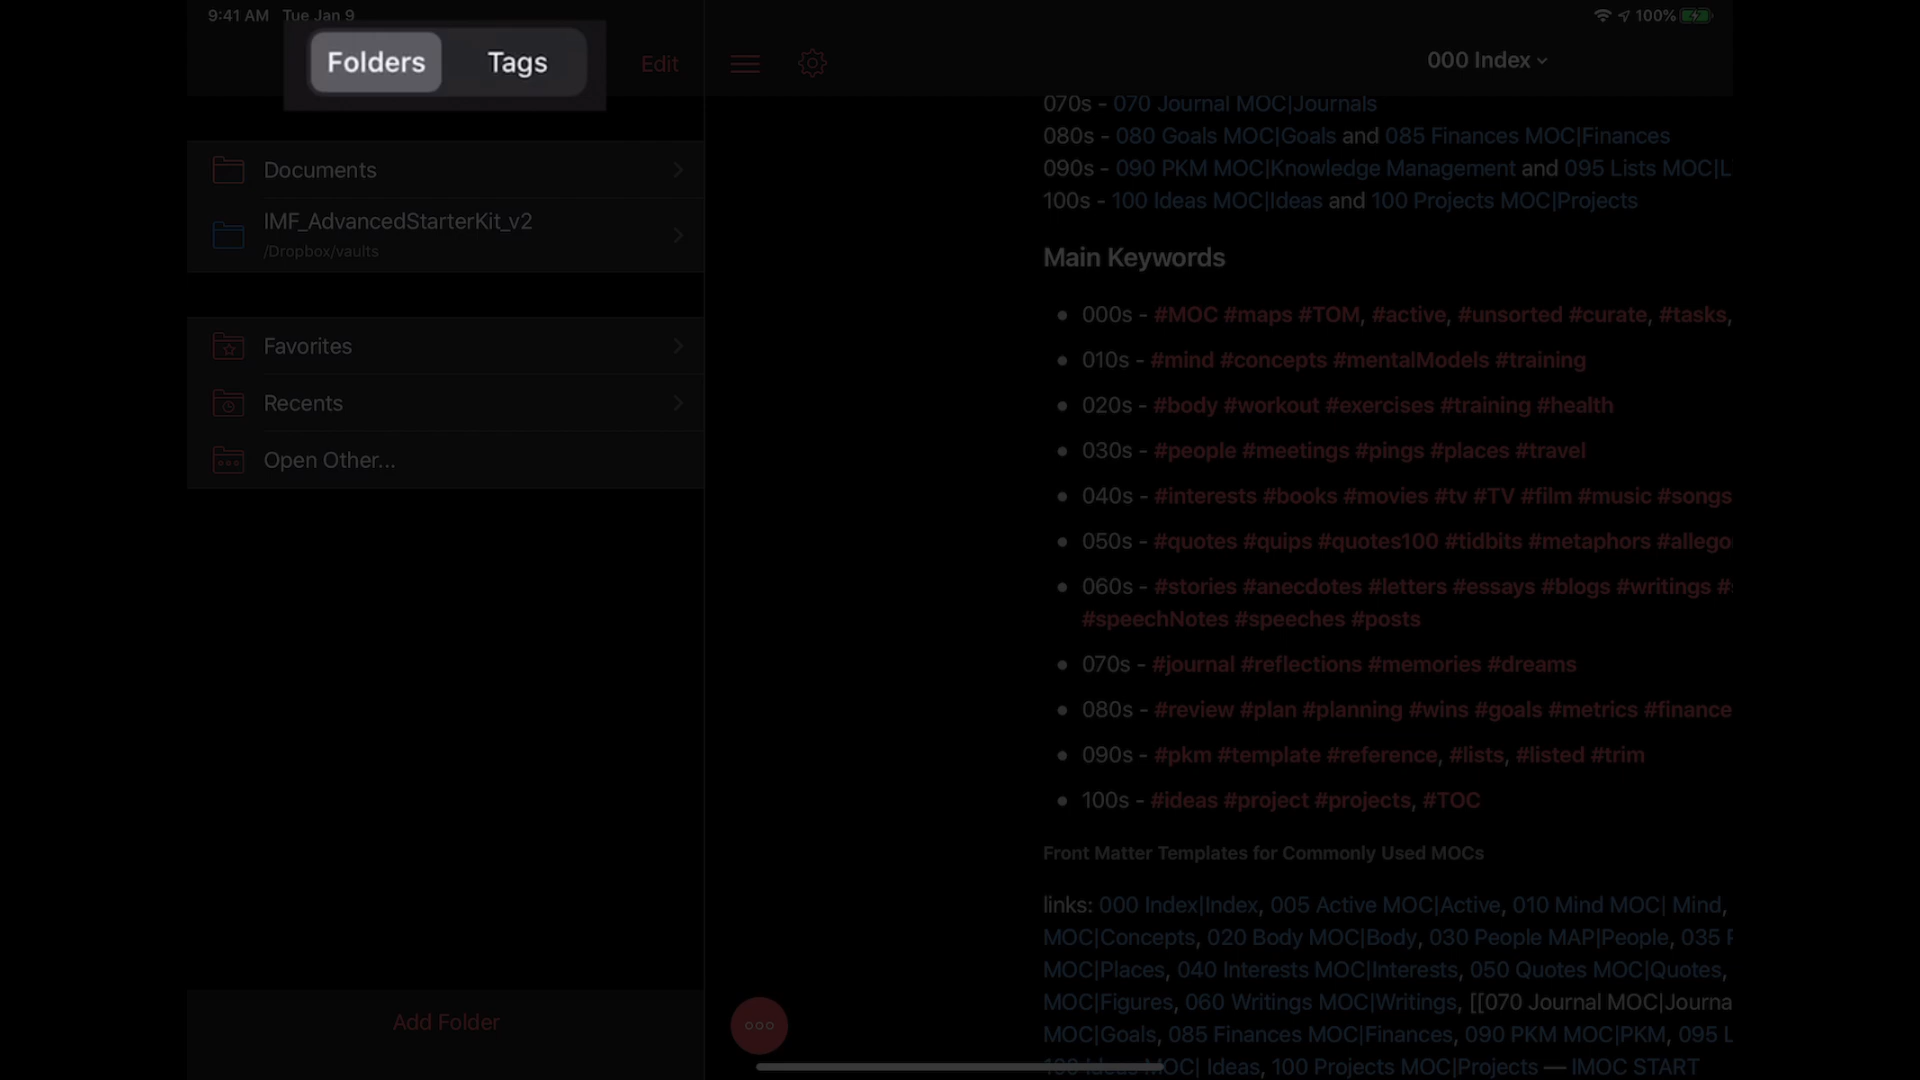 9:41 AM Tue Jan 9
100%
Folders Tags
Edit
000 Index
Documents
IMF_AdvancedStarterKit_v2
/Dropbox/vaults
Favorites
Recents
Open Other...
Add Folder
070s - 070 Journal MOC|Journals
080s - 080 Goals MOC|Goals and 085 Finances MOC|Finances
090s - 090 PKM MOC|Knowledge Management and 095 Lists MOC|L
100s - 100 Ideas MOC|Ideas and 100 Projects MOC|Projects
Main Keywords
• 000s - #MOC #maps #TOM, #active, #unsorted #curate, #tasks,
• 010s - #mind #concepts #mentalModels #training
• 020s - #body #workout #exercises #training #health
• 030s - #people #meetings #pings #places #travel
• 040s - #interests #books #movies #tv #TV #film #music #songs
• 050s - #quotes #quips #quotes100 #tidbits #metaphors #allego
• 060s - #stories #anecdotes #letters #essays #blogs #writings #
#speechNotes #speeches #posts
• 070s - #journal #reflections #memories #dreams
• 080s - #review #plan #planning #wins #goals #metrics #finance
• 090s - #pkm #template #reference, #lists, #listed #trim
• 100s - #ideas #project #projects, #TOC
Front Matter Templates for Commonly Used MOCs
links: 000 Index|Index, 005 Active MOC|Active, 010 Mind MOC| Mind,
MOC|Concepts, 020 Body MOC|Body, 030 People MAP|People, 035 P
MOC|Places, 040 Interests MOC|Interests, 050 Quotes MOC|Quotes,
MOC|Figures, 060 Writings MOC|Writings, [[070 Journal MOC|Journa
MOC|Goals, 085 Finances MOC|Finances, 090 PKM MOC|PKM, 095 L
100 Ideas MOC| Ideas, 100 Projects MOC|Projects — IMOC START